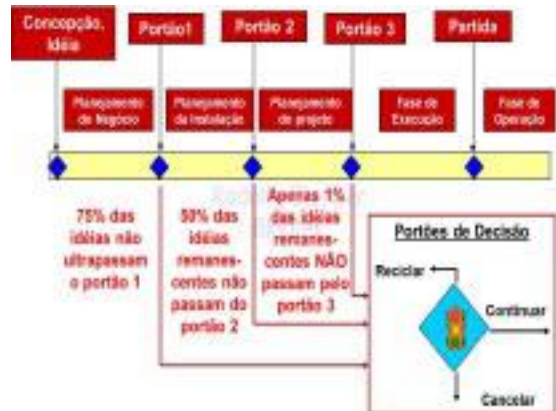 Concepção,
Idéia
Portão1
Portão 2
Portão 3
Partida
Planejamento
do Negócio
Planejamento
da Instalação
Planejamento
do projeto
Fase de
Execução
Fase de
Operação
75% das
idéias não
ultrapassam
o portão 1
50% das
idéias
remanes-
centes não
passam do
portão 2
Apenas 1%
das idéias
remanes-
centes NÃO
passam pelo
portão 3
Portões de Decisão
Reciclar
Continuar
Cancelar